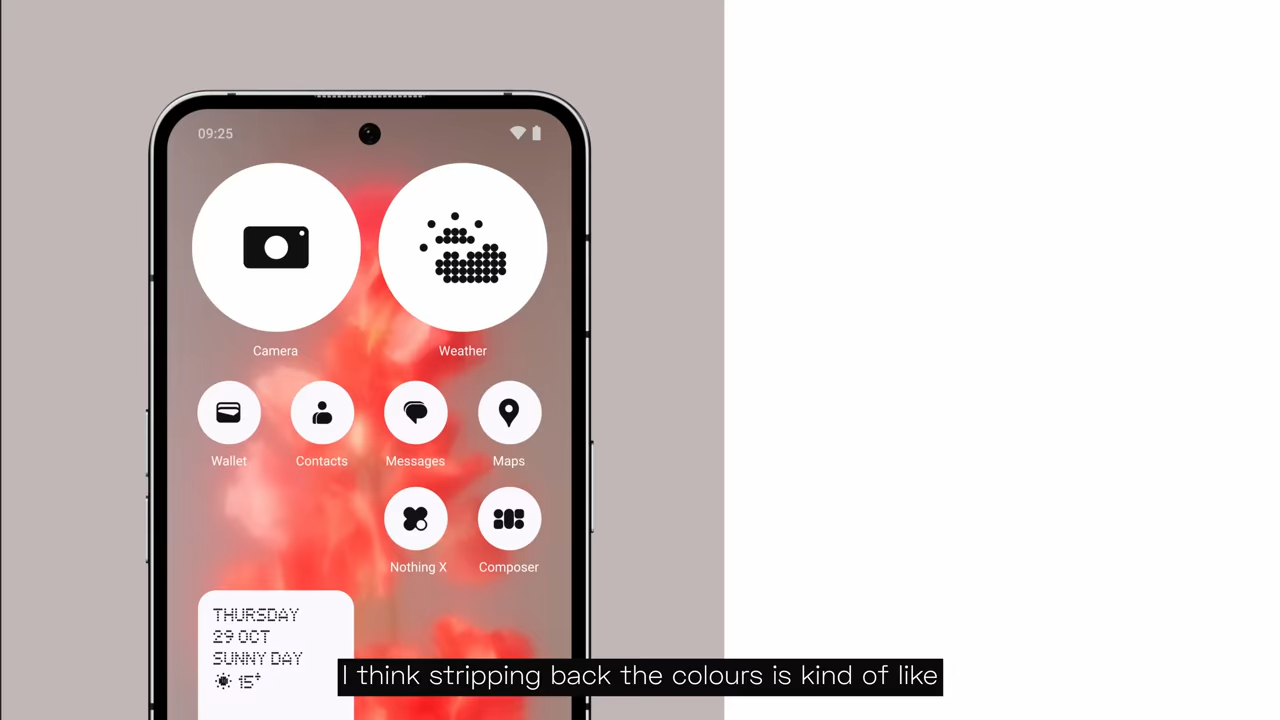 09:25
Camera
Weather
Wallet
Contacts
Messages
Maps
Nothing X
Composer
THURSDAY
29 OCT
SUNNY DAY
15°
I think stripping back the colours is kind of like